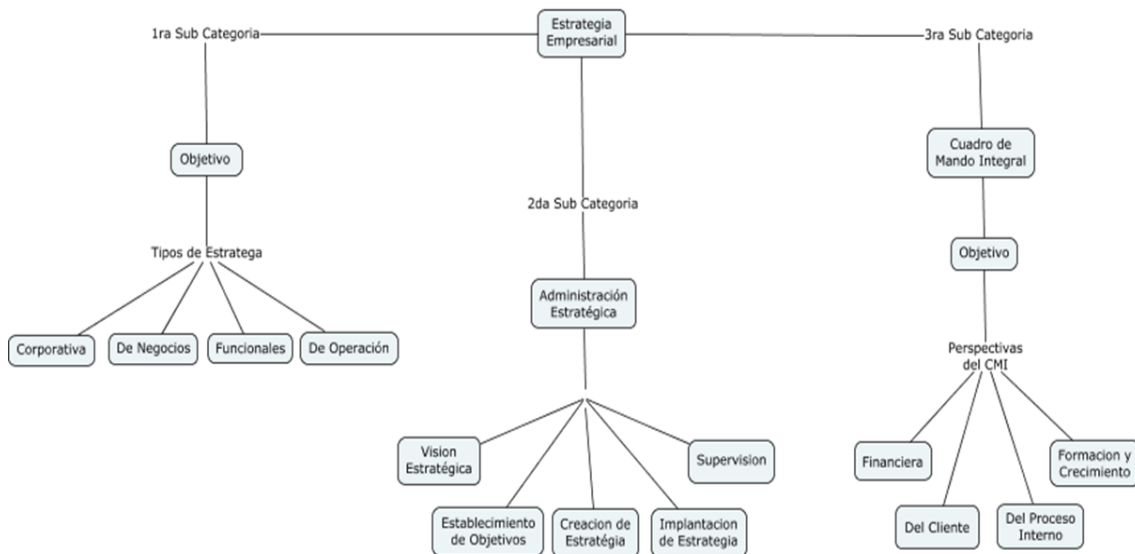 Estrategia
Empresarial
1ra Sub Categoria
3ra Sub Categoria
Objetivo
Cuadro de
Mando Integral
2da Sub Categoria
Tipos de Estratega
Objetivo
Administración
Estratégica
Corporativa
De Negocios
Funcionales
De Operación
Perspectivas
del CMI
Vision
Estratégica
Supervision
Financiera
Formacion y
Crecimiento
Establecimiento
de Objetivos
Creacion de
Estratégia
Implantacion
de Estrategia
Del Cliente
Del Proceso
Interno